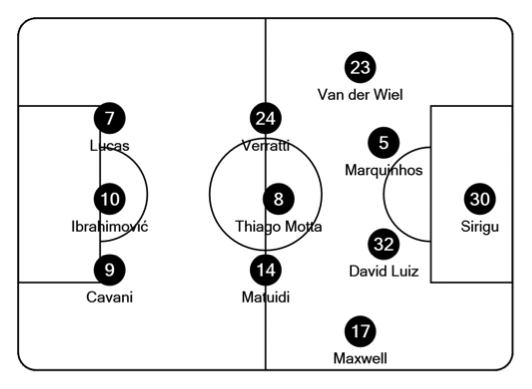 23
Van der Wiel
7
Lucas
24
Verratti
5
Marquinhos
10
Ibrahimović
8
Thiago Motta
30
Sirigu
32
David Luiz
9
Cavani
14
Matuidi
17
Maxwell